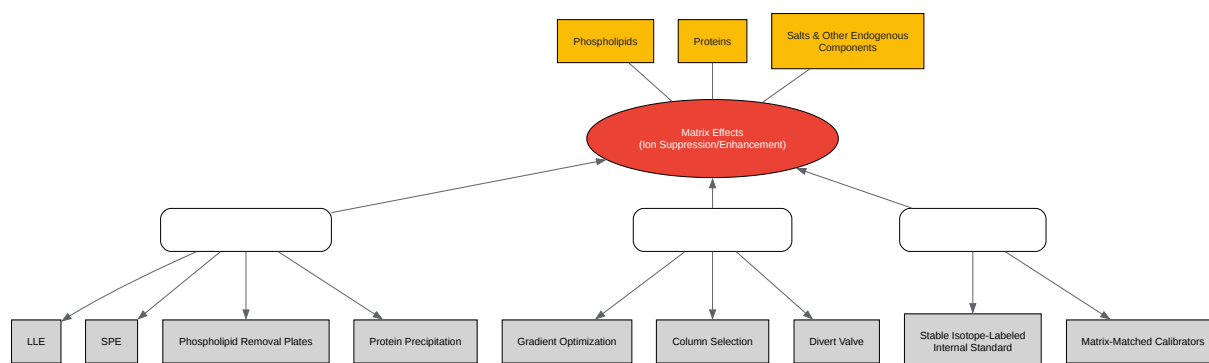 Phospholipids
Proteins
Salts & Other Endogenous
Components
Matrix Effects
(Ion Suppression/Enhancement)
LLE
SPE
Phospholipid Removal Plates
Protein Precipitation
Gradient Optimization
Column Selection
Divert Valve
Stable Isotope-Labeled
Internal Standard
Matrix-Matched Calibrators